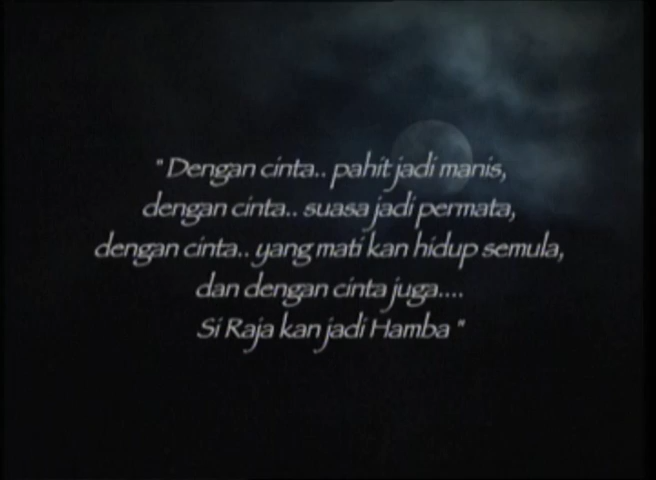 " Dengan cinta.. pahit jadi manis,
dengan cinta.. suasa jadi permata,
dengan cinta.. yang mati kan hidup semula,
dan dengan cinta juga....
Si Raja kan jadi Hamba "